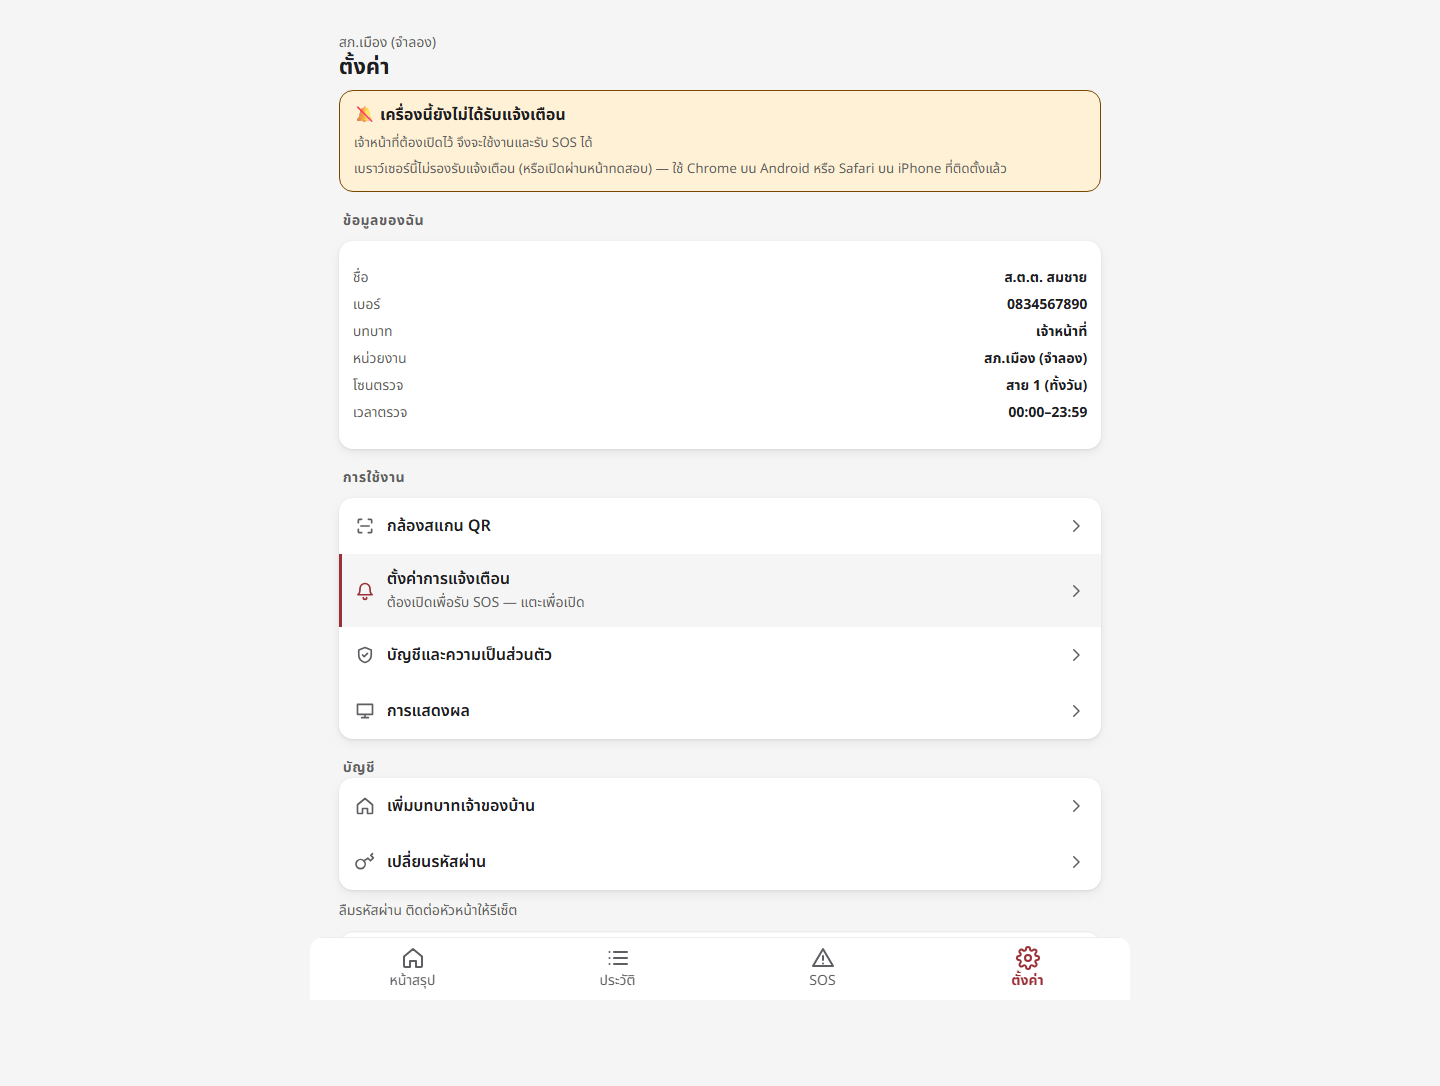 สภ.เมือง (จำลอง)
ตั้งค่า
เครื่องนี้ยังไม่ได้รับแจ้งเตือน
เจ้าหน้าที่ต้องเปิดไว้ จึงจะใช้งานและรับ SOS ได้
เบราว์เซอร์นี้ไม่รองรับแจ้งเตือน (หรือเปิดผ่านหน้าทดสอบ) — ใช้ Chrome บน Android หรือ Safari บน iPhone ที่ติดตั้งแล้ว
ข้อมูลของฉัน
ชื่อ ส.ต.ต. สมชาย
เบอร์ 0834567890
บทบาท เจ้าหน้าที่
หน่วยงาน สภ.เมือง (จำลอง)
โซนตรวจ สาย 1 (ทั้งวัน)
เวลาตรวจ 00:00–23:59
การใช้งาน
กล้องสแกน QR
ตั้งค่าการแจ้งเตือน
ต้องเปิดเพื่อรับ SOS — แตะเพื่อเปิด
บัญชีและความเป็นส่วนตัว
การแสดงผล
บัญชี
เพิ่มบทบาทเจ้าของบ้าน
เปลี่ยนรหัสผ่าน
ลืมรหัสผ่าน ติดต่อหัวหน้าให้รีเซ็ต
หน้าสรุป ประวัติ SOS ตั้งค่า